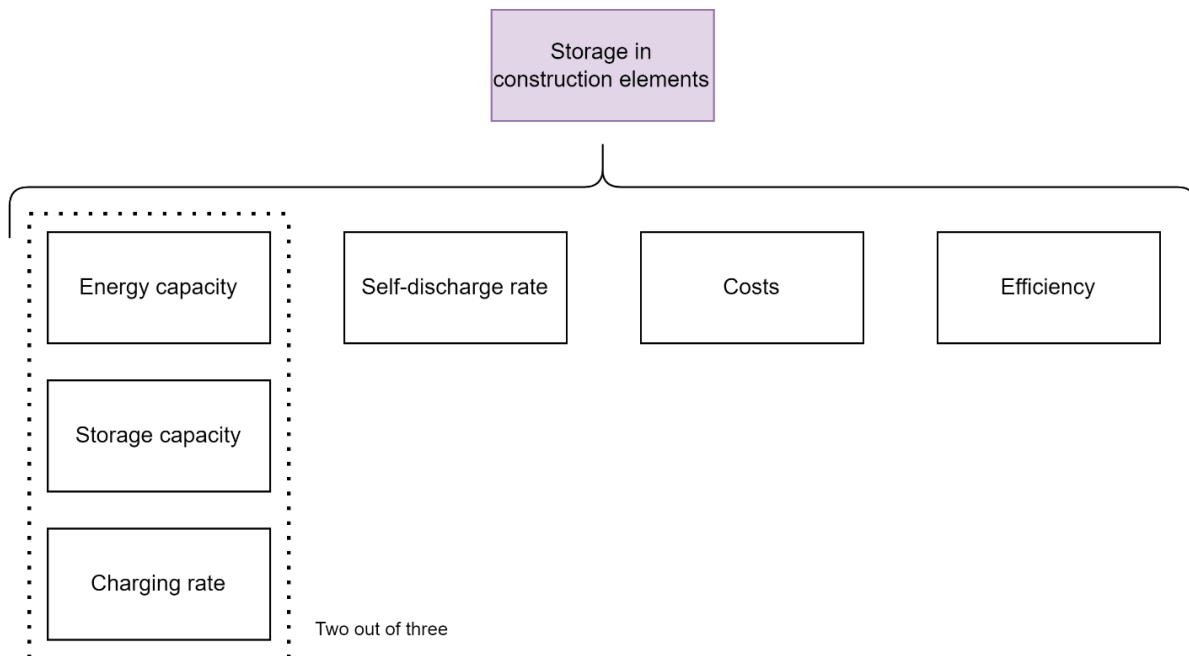 Storage in
construction elements
Energy capacity
Self-discharge rate
Costs
Efficiency
Storage capacity
Charging rate
Two out of three